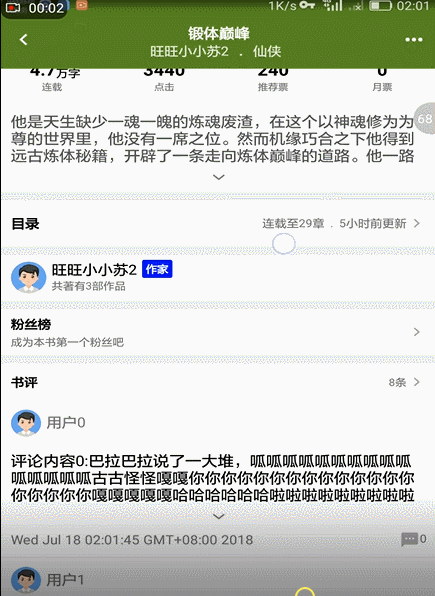 00:02
1K/s
02:01
锻体巅峰
旺旺小小苏2 . 仙侠
4.7万字
3440
240
0
连载
点击
推荐票
月票
68
他是天生缺少一魂一魄的炼魂废渣，在这个以神魂修为为
尊的世界里，他没有一席之位。然而机缘巧合之下他得到
远古炼体秘籍，开辟了一条走向炼体巅峰的道路。他一路
目录
连载至29章 . 5小时前更新
旺旺小小苏2 作家
共著有3部作品
粉丝榜
成为本书第一个粉丝吧
书评
8条
用户0
评论内容0:巴拉巴拉说了一大堆，呱呱呱呱呱呱呱呱呱呱
呱呱呱呱呱古古怪怪嘎嘎你你你你你你你你你你你你你你
你你你你你嘎嘎嘎嘎嘎哈哈哈哈哈哈啦啦啦啦啦啦啦啦啦
Wed Jul 18 02:01:45 GMT+08:00 2018
0
用户1